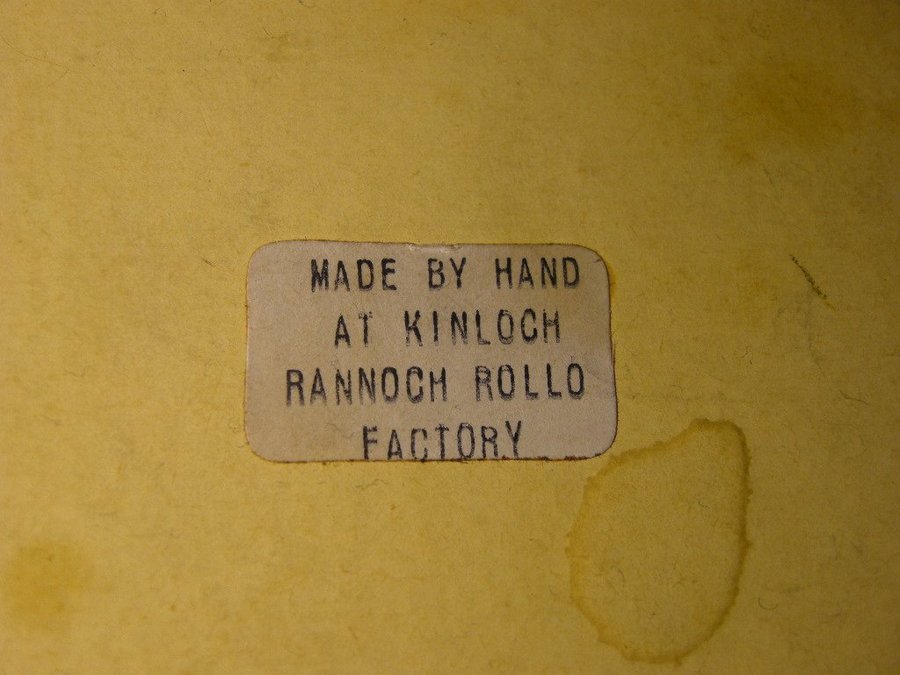 MADE BY HAND
AT KINLOCH
RANNOCH ROLLO
FACTORY